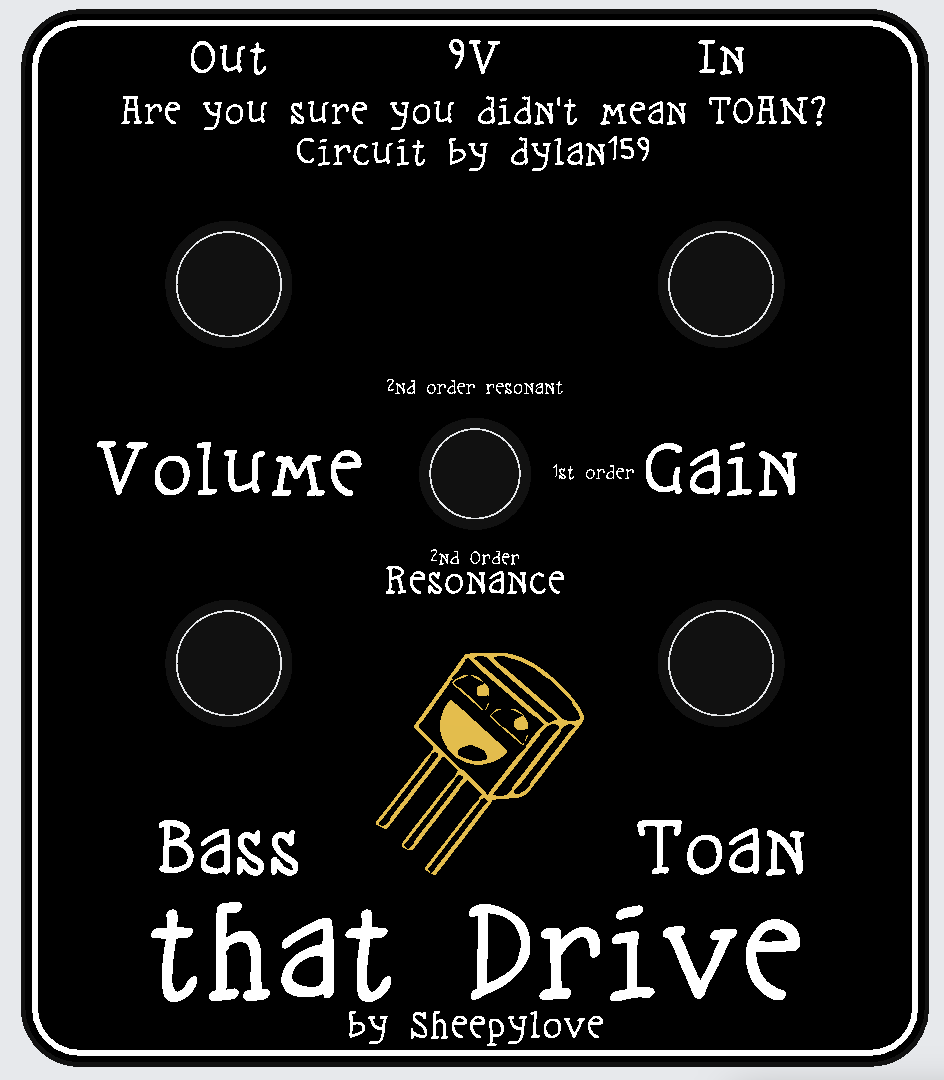 Out 9V In
Are you sure you didn't mean TOAN?
Circuit by dylan159
2nd order resonant
Volume
1st order
Gain
2nd Order
Resonance
Bass
Toan
that Drive
by Sheepylove